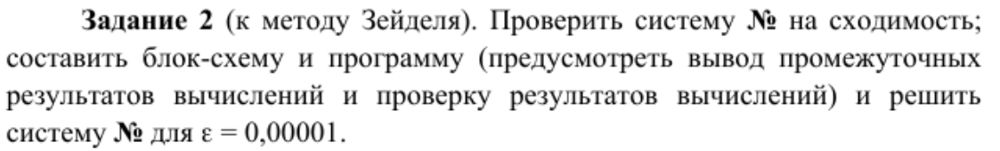 Задание 2 (к методу Зейделя). Проверить систему № на сходимость;
составить блок-схему и программу (предусмотреть вывод промежуточных
результатов вычислений и проверку результатов вычислений) и решить
систему № для ε = 0,00001.